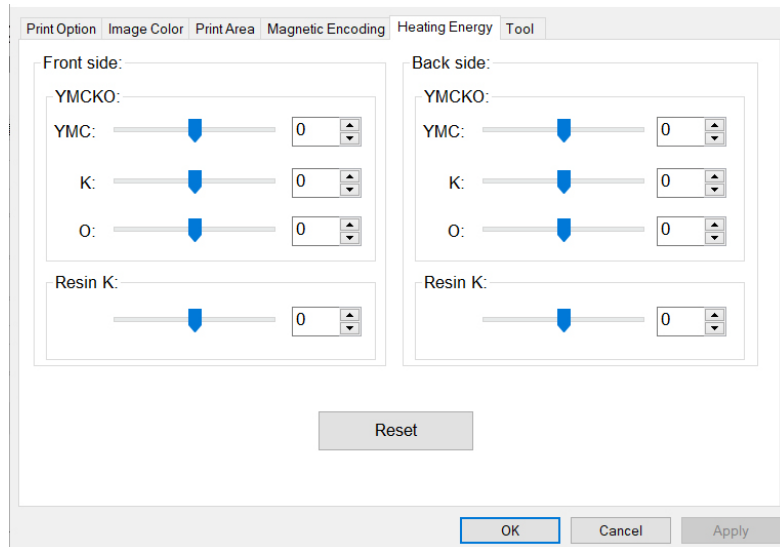 Print Option Image Color Print Area Magnetic Encoding Heating Energy Tool
Front side: Back side:
YMCKO: YMCKO:
YMC: 0 YMC: 0
K: 0 K: 0
O: 0 O: 0
Resin K: Resin K:
0 0
Reset
OK Cancel Apply